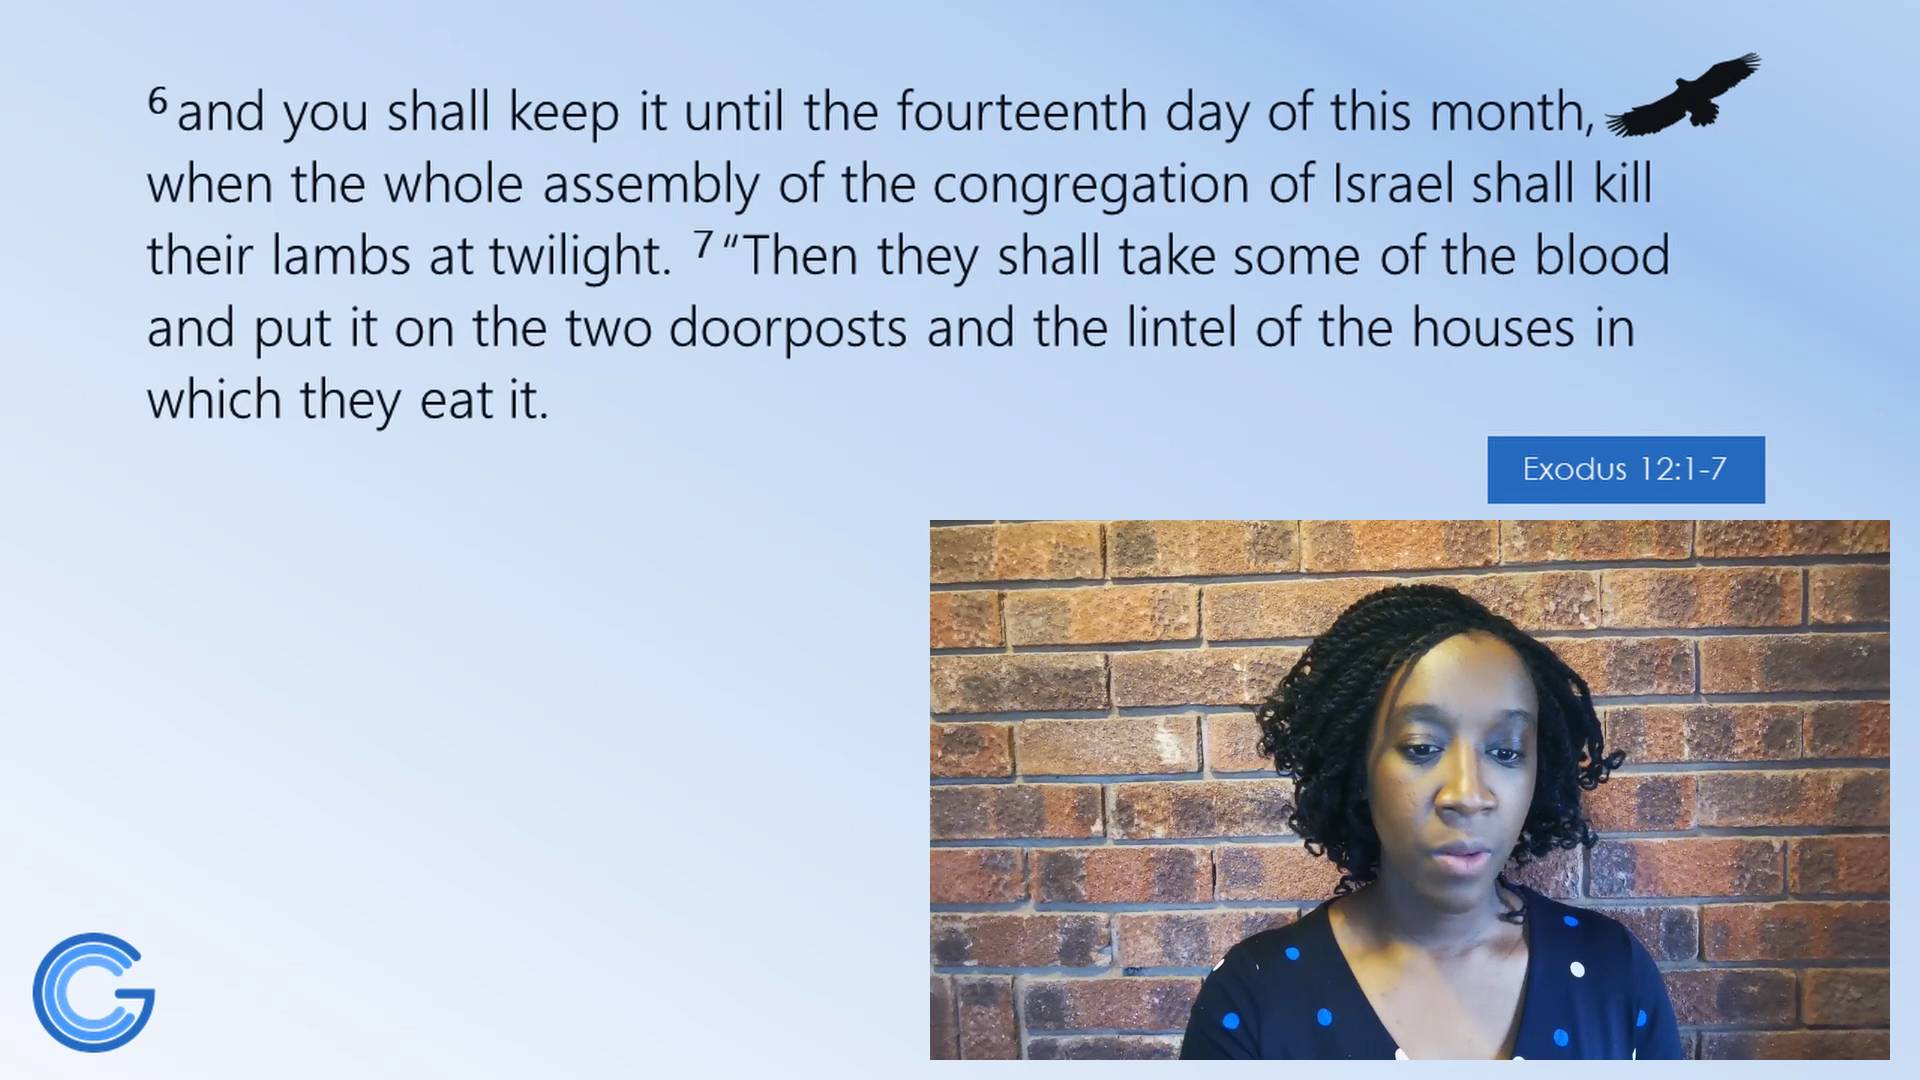 6 and you shall keep it until the fourteenth day of this month,
when the whole assembly of the congregation of Israel shall kill
their lambs at twilight. 7 “Then they shall take some of the blood
and put it on the two doorposts and the lintel of the houses in
which they eat it.
Exodus 12:1-7